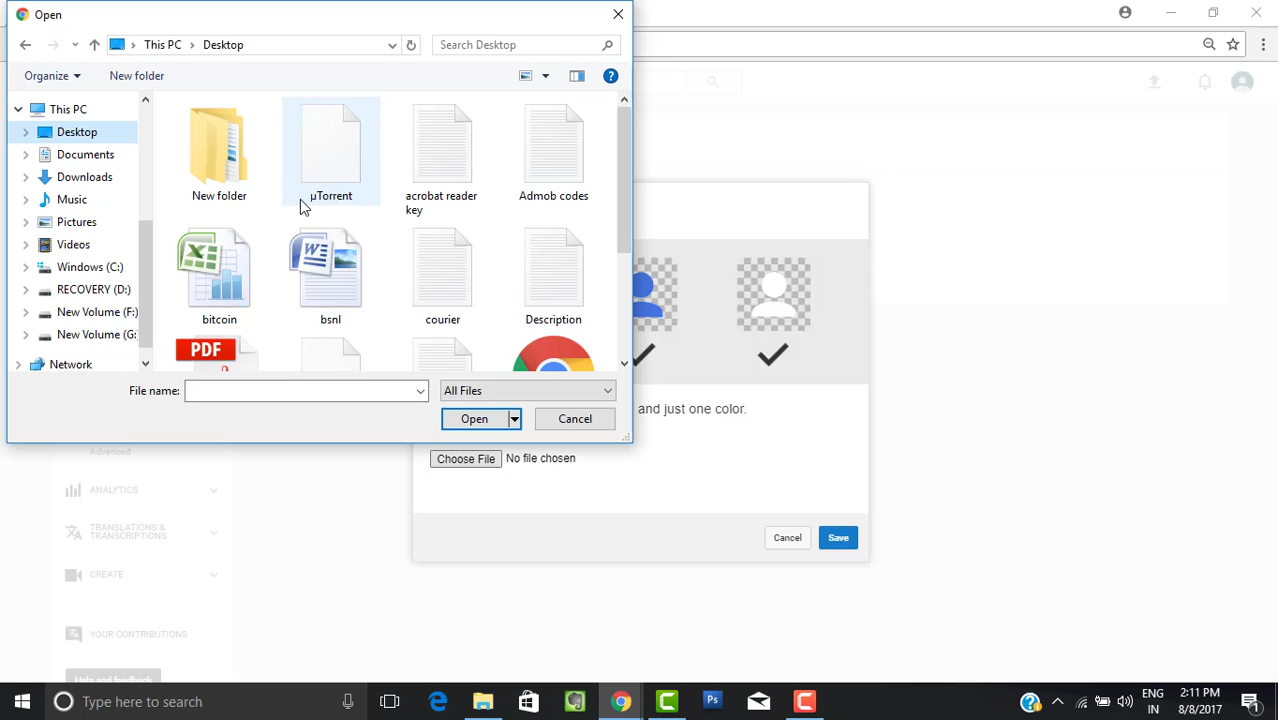 Open
This PC
Desktop
Search Desktop
Organize
New folder
?
This PC
Desktop
Documents
Downloads
Music
Pictures
Videos
Windows (C:)
RECOVERY (D:)
New Volume (F:)
New Volume (G:
Network
New folder
µTorrent
acrobat reader
key
Admob codes
bitcoin
bsnl
courier
Description
PDF
File name:
All Files
Open
Cancel
and just one color.
Choose File
No file chosen
Cancel
Save
Advanced
ANALYTICS
TRANSLATIONS &
TRANSCRIPTIONS
CREATE
YOUR CONTRIBUTIONS
Help and feedback
Type here to search
Ps
ENG
IN
2:11 PM
8/8/2017